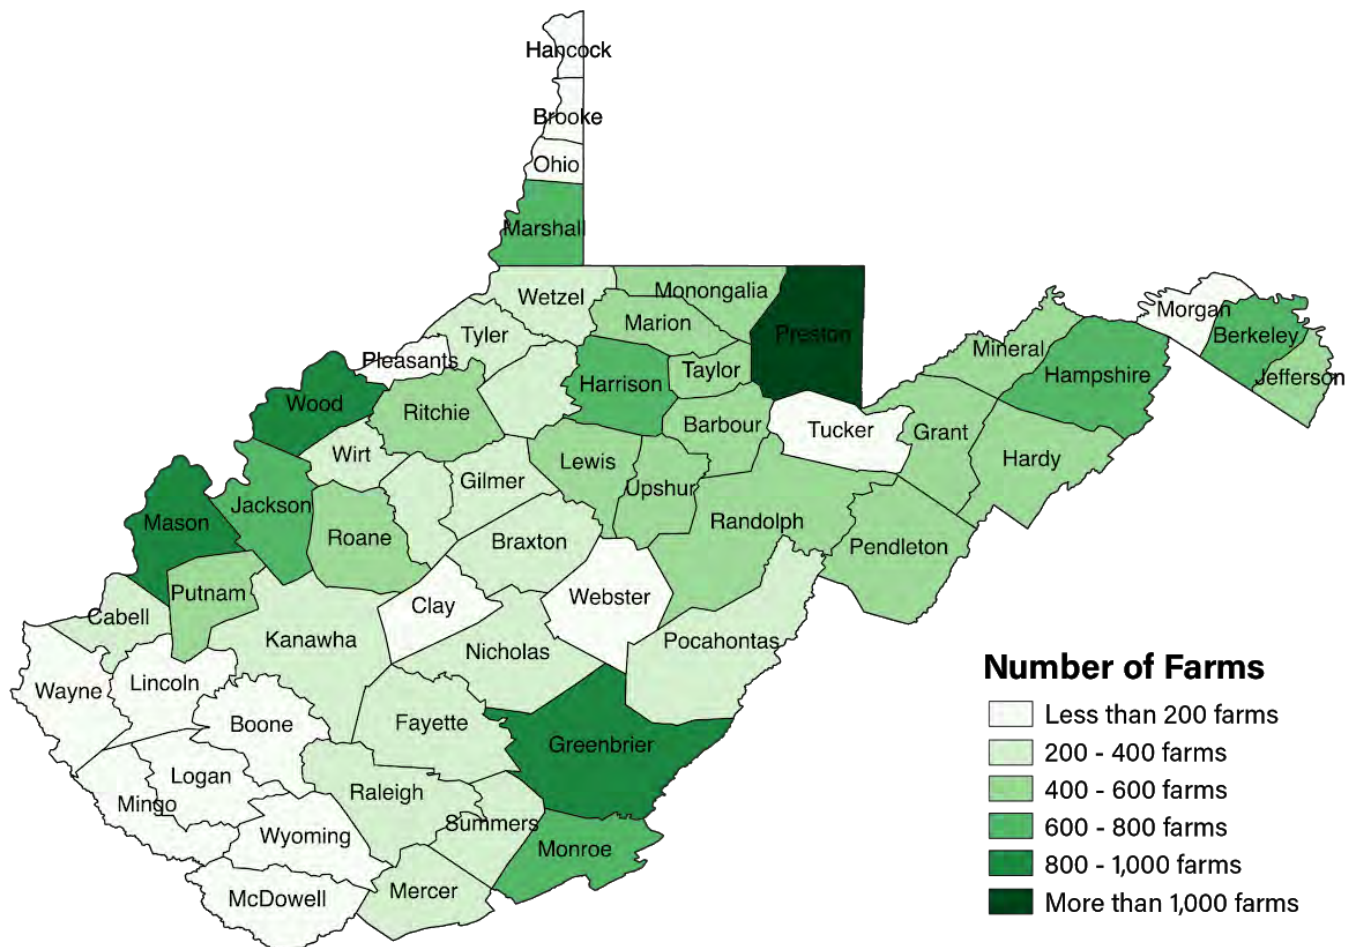 Hancock
Brooke
Ohio
Marshall
Wetzel
Monongalia
Marion
Preston
Tyler
Pleasants
Taylor
Harrison
Wood
Ritchie
Barbour
Tucker
Mineral
Hampshire
Morgan
Berkeley
Jefferson
Grant
Hardy
Wirt
Lewis
Gilmer
Upshur
Jackson
Mason
Roane
Braxton
Randolph
Pendleton
Putnam
Clay
Webster
Cabell
Kanawha
Nicholas
Pocahontas
Wayne
Lincoln
Boone
Fayette
Greenbrier
Logan
Mingo
Raleigh
Summers
Wyoming
Monroe
McDowell
Mercer
Number of Farms
Less than 200 farms
200 - 400 farms
400 - 600 farms
600 - 800 farms
800 - 1,000 farms
More than 1,000 farms